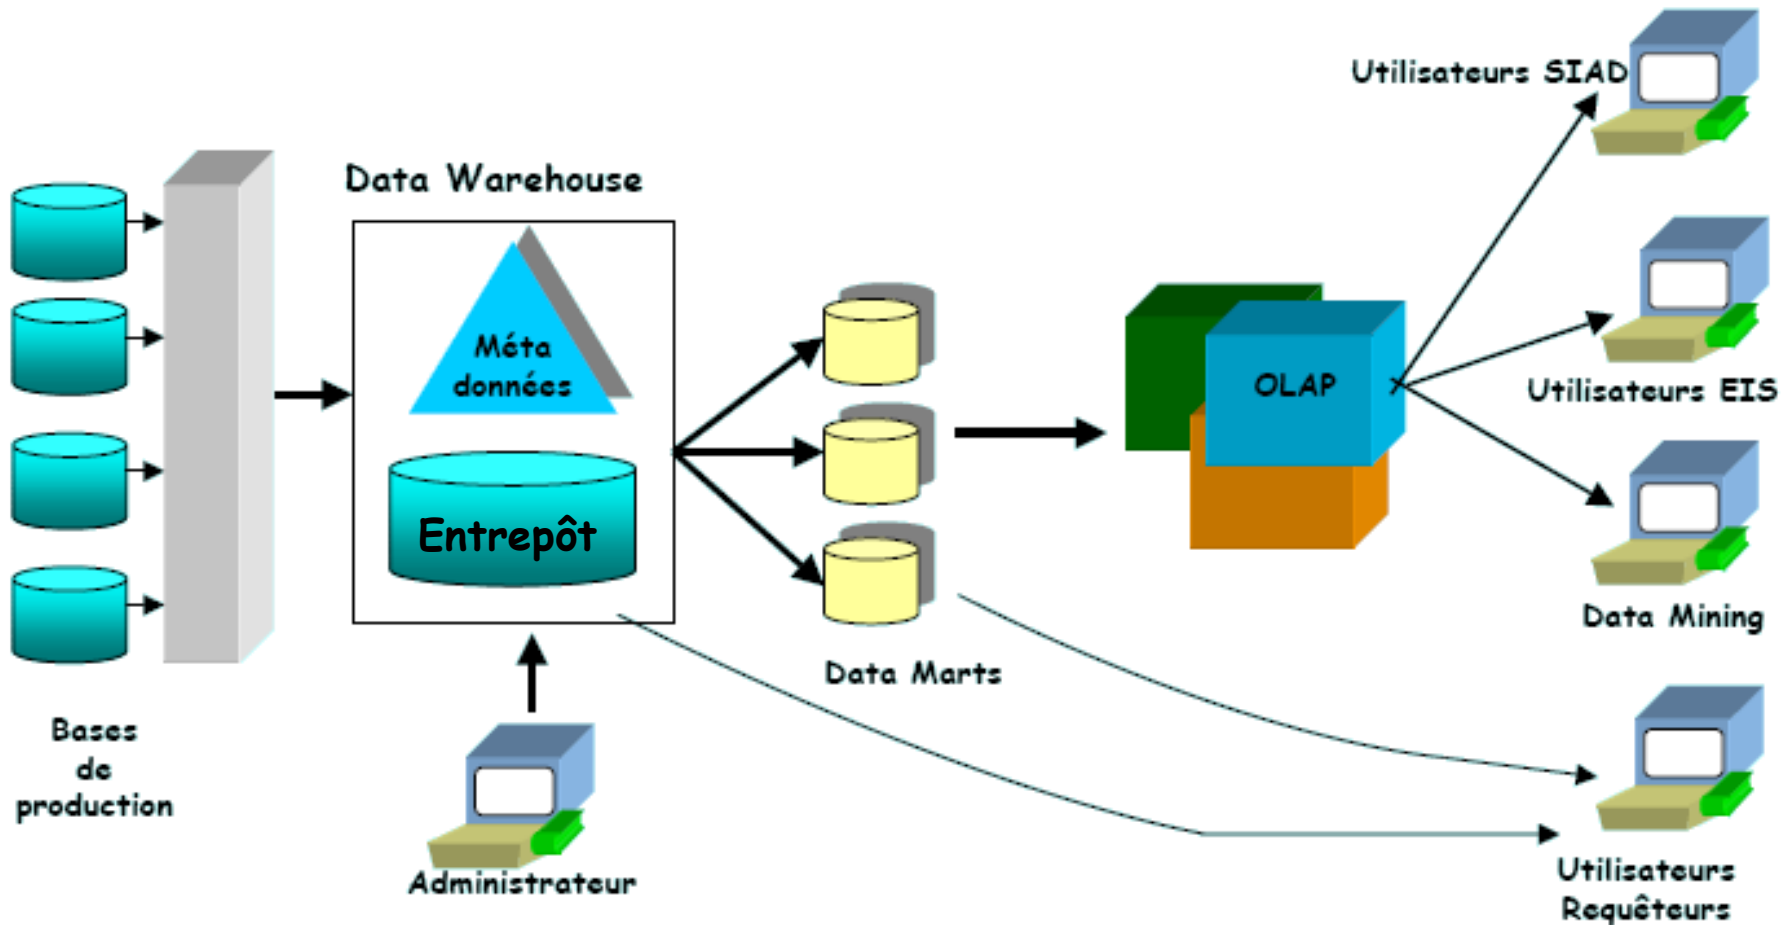 Utilisateurs SIAD
Data Warehouse
Méta
données
OLAP
Utilisateurs EIS
Entrepôt
Data Mining
Data Marts
Bases
de
production
Administrateur
Utilisateurs
Requêteurs